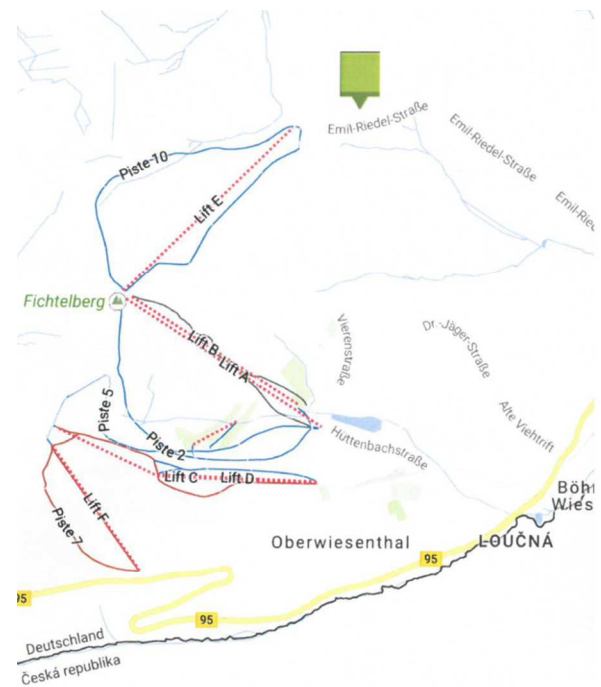 Emil-Riedel-Straße
Emil-Riedel-Straße
Emil-Ried
Piste 10
Lift E
Fichtelberg
Lift B
Lift A
Vierenstraße
Dr.-Jäger-Straße
Alte Viehtrift
Piste 5
Piste 2
Hüttenbachstraße
Lift C
Lift D
Lift F
Piste 7
Oberwiesenthal
LOUČNÁ
Böh
Wies
95
95
95
Deutschland
Česká republika